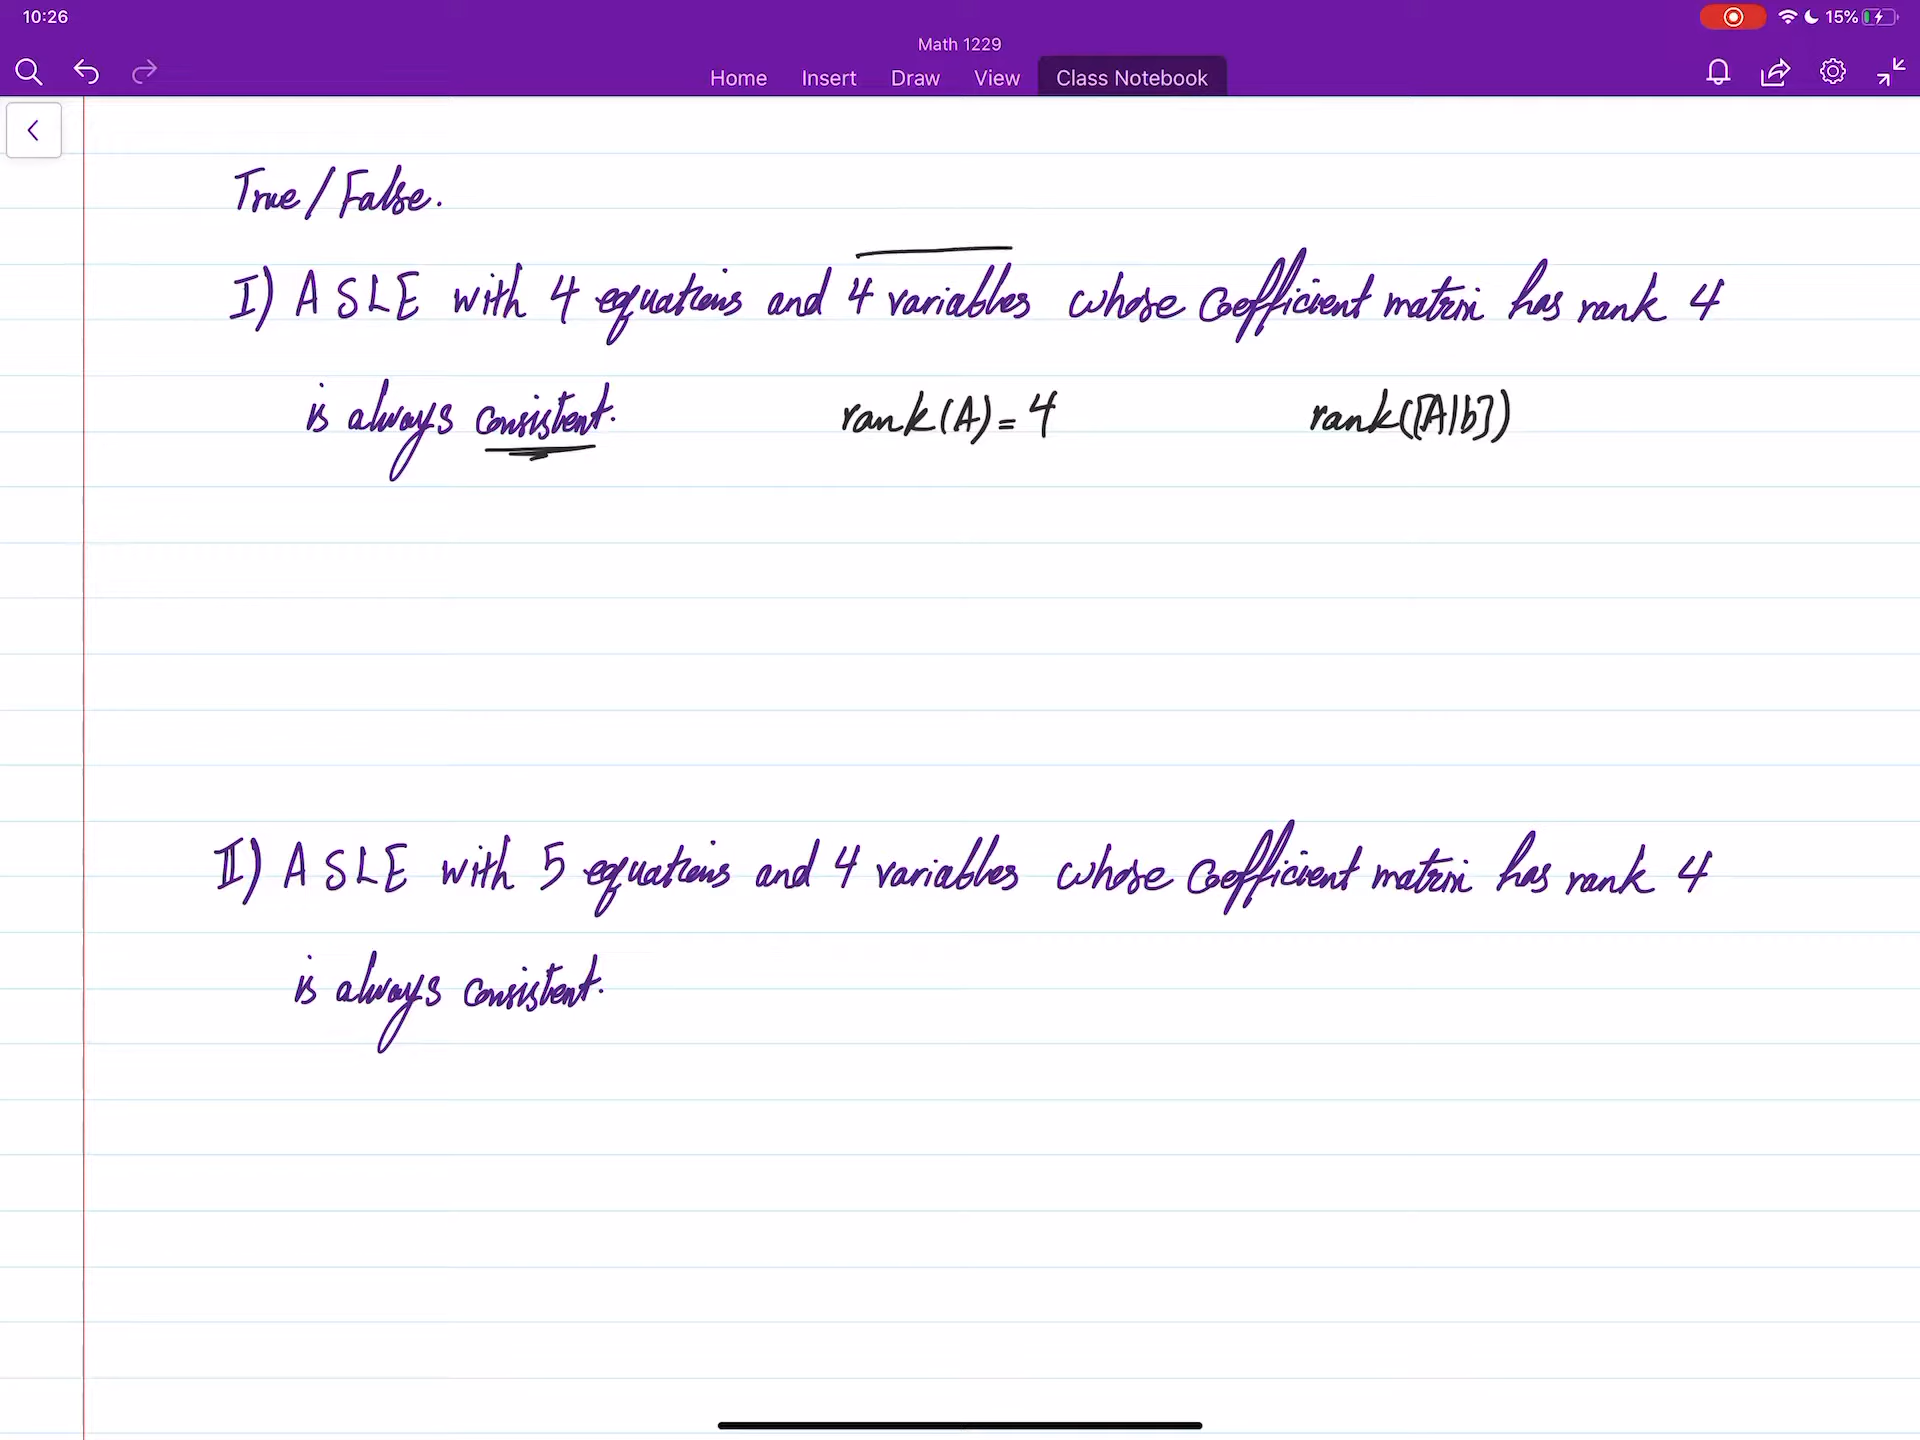 10:26
15%
Math 1229
Home Insert Draw View Class Notebook
True/False.
I) A SLE with 4 equations and 4 variables whose coefficient matrix has rank 4
is always consistent. rank(A)=4 rank([A|b])
II) A SLE with 5 equations and 4 variables whose coefficient matrix has rank 4
is always consistent.